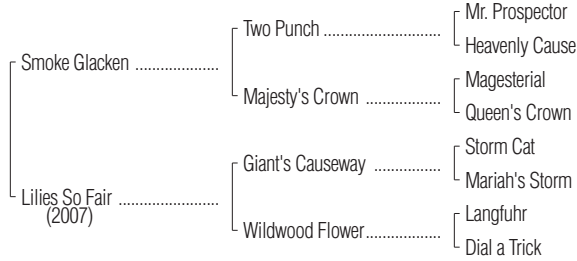 Mr. Prospector
Two Punch ........................
Heavenly Cause
Smoke Glacken .................
Magesterial
Majesty's Crown ................
Queen's Crown
Storm Cat
Giant's Causeway .............
Mariah's Storm
Lilies So Fair ....................
(2007)
Langfuhr
Wildwood Flower...............
Dial a Trick